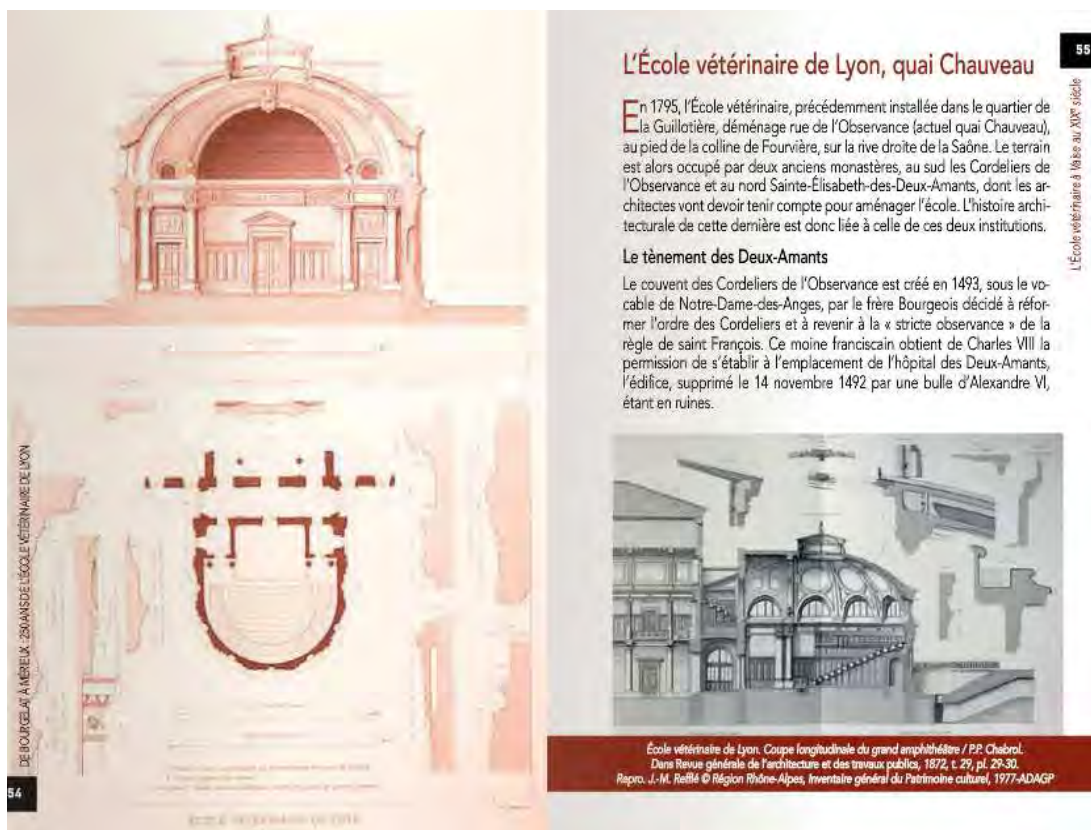 DE BOURGELAT À MÉRIEUX : 250 ANS DE L'ÉCOLE VÉTÉRINAIRE DE LYON
54
55
L'École vétérinaire à Vaise au XIXe siècle
L'École vétérinaire de Lyon, quai Chauveau
En 1795, l'École vétérinaire, précédemment installée dans le quartier de
la Guillotière, déménage rue de l'Observance (actuel quai Chauveau),
au pied de la colline de Fourvière, sur la rive droite de la Saône. Le terrain
est alors occupé par deux anciens monastères, au sud les Cordeliers de
l'Observance et au nord Sainte-Élisabeth-des-Deux-Amants, dont les ar-
chitectes vont devoir tenir compte pour aménager l'école. L'histoire archi-
tecturale de cette dernière est donc liée à celle de ces deux institutions.
Le tènement des Deux-Amants
Le couvent des Cordeliers de l'Observance est créé en 1493, sous le vo-
cable de Notre-Dame-des-Anges, par le frère Bourgeois décidé à réfor-
mer l'ordre des Cordeliers et à revenir à la « stricte observance » de la
règle de saint François. Ce moine franciscain obtient de Charles VIII la
permission de s'établir à l'emplacement de l'hôpital des Deux-Amants,
l'édifice, supprimé le 14 novembre 1492 par une bulle d'Alexandre VI,
étant en ruines.
École vétérinaire de Lyon. Coupe longitudinale du grand amphithéâtre / P.P. Chabrol.
Dans Revue générale de l'architecture et des travaux publics, 1872, t. 29, pl. 29-30.
Repro. J.-M. Refflé © Région Rhône-Alpes, Inventaire général du Patrimoine culturel, 1977-ADAGP